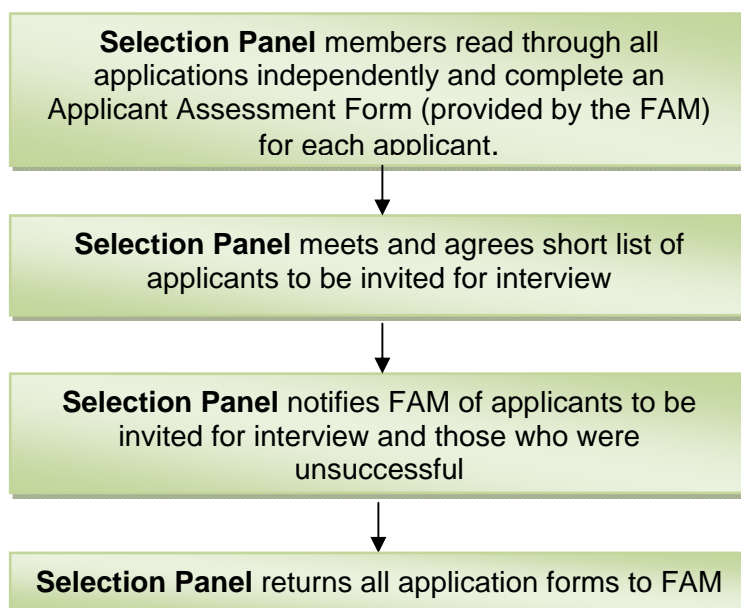 Selection Panel members read through all
applications independently and complete an
Applicant Assessment Form (provided by the FAM)
for each applicant.
Selection Panel meets and agrees short list of
applicants to be invited for interview
Selection Panel notifies FAM of applicants to be
invited for interview and those who were
unsuccessful
Selection Panel returns all application forms to FAM